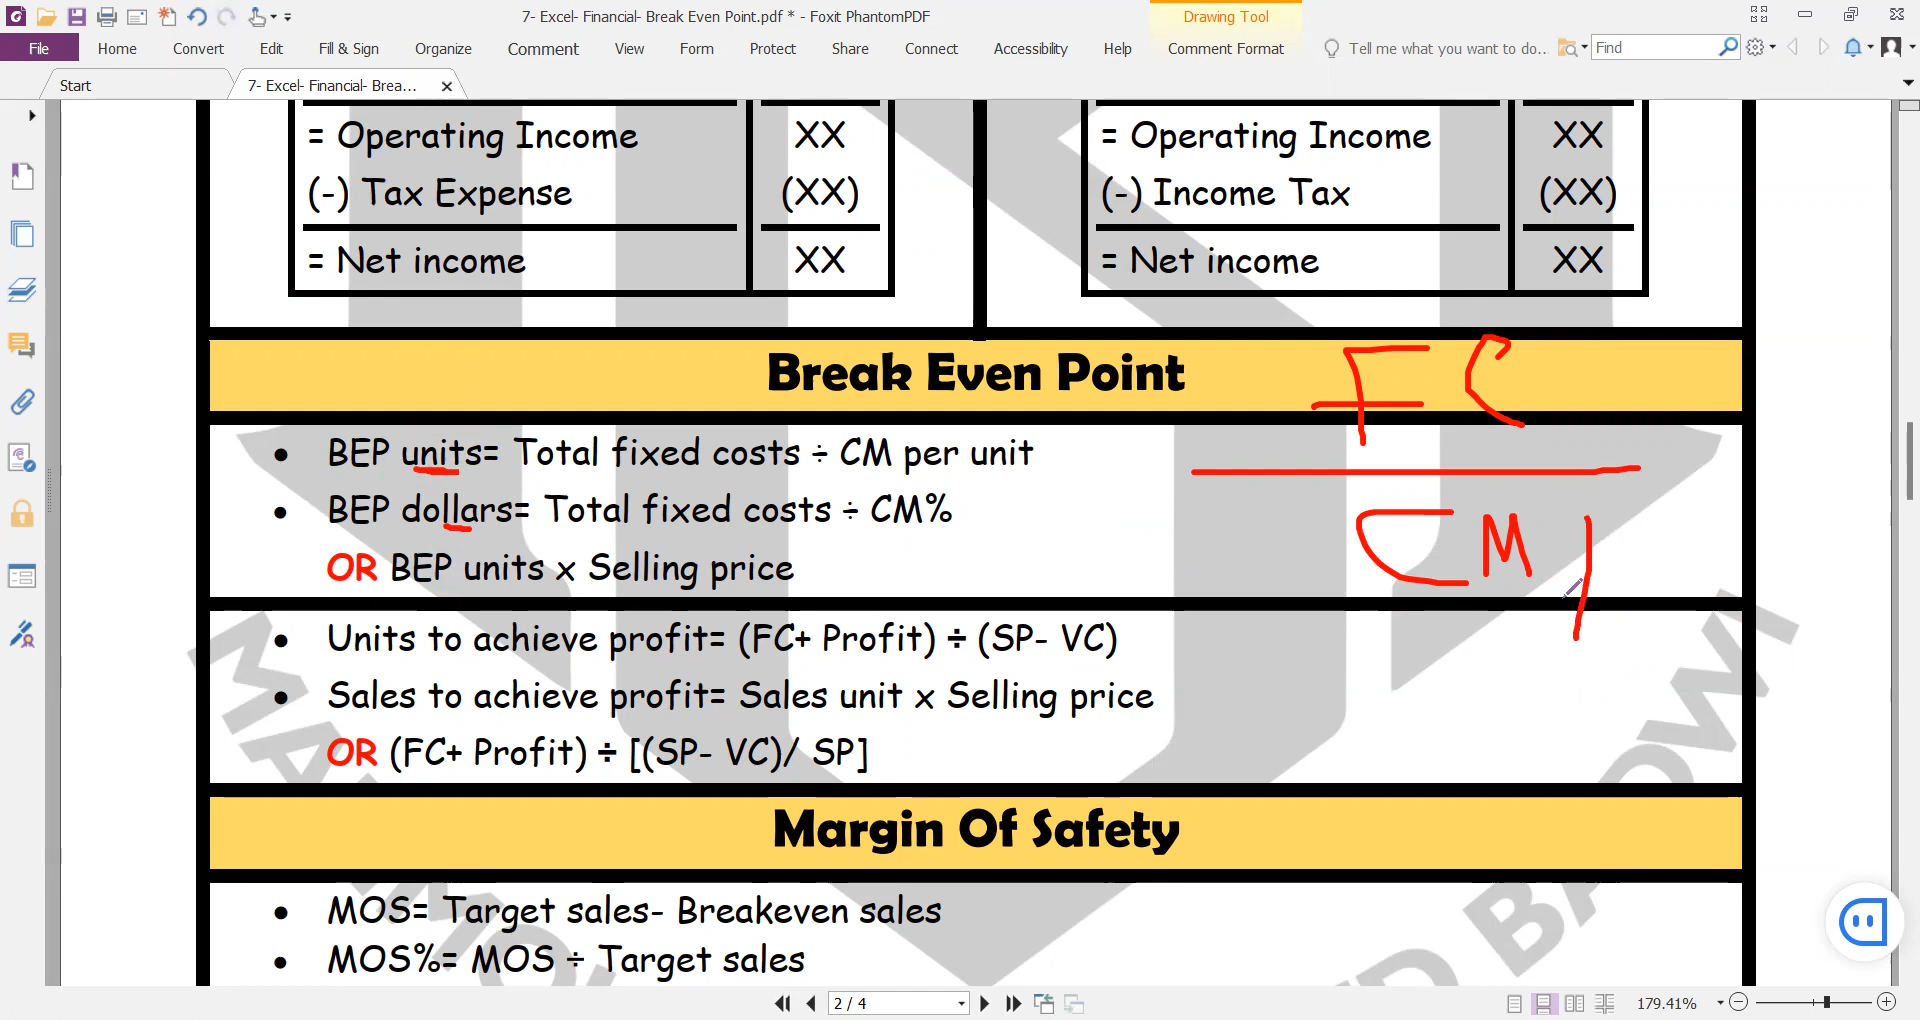 7- Excel- Financial- Break Even Point.pdf * - Foxit PhantomPDF
Drawing Tool
File Home Convert Edit Fill & Sign Organize Comment View Form Protect Share Connect Accessibility Help Comment Format Tell me what you want to do... Find
Start 7- Excel- Financial- Brea...
= Operating Income XX
(-) Tax Expense (XX)
= Net income XX
= Operating Income XX
(-) Income Tax (XX)
= Net income XX
Break Even Point
FC
• BEP units= Total fixed costs ÷ CM per unit
• BEP dollars= Total fixed costs ÷ CM%
CM
OR BEP units x Selling price
• Units to achieve profit= (FC+ Profit) ÷ (SP- VC)
• Sales to achieve profit= Sales unit x Selling price
OR (FC+ Profit) ÷ [(SP- VC)/ SP]
Margin Of Safety
• MOS= Target sales- Breakeven sales
• MOS%= MOS ÷ Target sales
2 / 4
179.41%